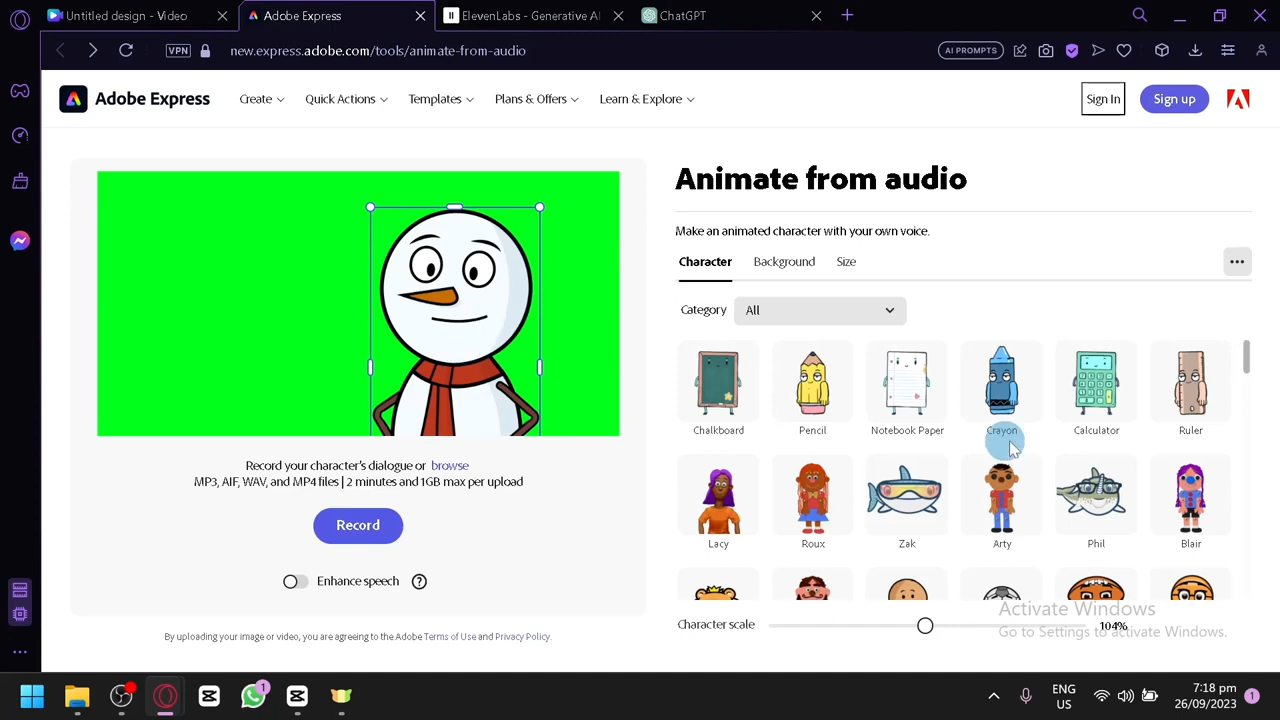 Untitled design - Video
Adobe Express
ElevenLabs - Generative AI
ChatGPT
VPN
new.express.adobe.com/tools/animate-from-audio
AI PROMPTS
Adobe Express
Create
Quick Actions
Templates
Plans & Offers
Learn & Explore
Sign In
Sign up
Animate from audio
Make an animated character with your own voice.
Character
Background
Size
Category
All
Chalkboard
Pencil
Notebook Paper
Crayon
Calculator
Ruler
Lacy
Roux
Zak
Arty
Phil
Blair
Character scale
104%
Record your character's dialogue or browse
MP3, AIF, WAV, and MP4 files | 2 minutes and 1GB max per upload
Record
Enhance speech
?
By uploading your image or video, you are agreeing to the Adobe Terms of Use and Privacy Policy.
Activate Windows
Go to Settings to activate Windows.
1
ENG
US
7:18 pm
26/09/2023
1